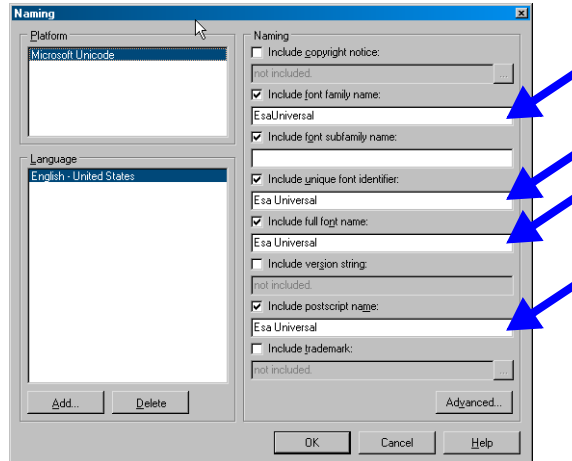 Naming
Platform
Microsoft Unicode
Language
English - United States
Add...
Delete
Naming
Include copyright notice:
not included.
...
Include font family name:
EsaUniversal
Include font subfamily name:
Include unique font identifier:
Esa Universal
Include full font name:
Esa Universal
Include version string:
not included.
Include postscript name:
Esa Universal
Include trademark:
not included.
...
Advanced...
OK
Cancel
Help